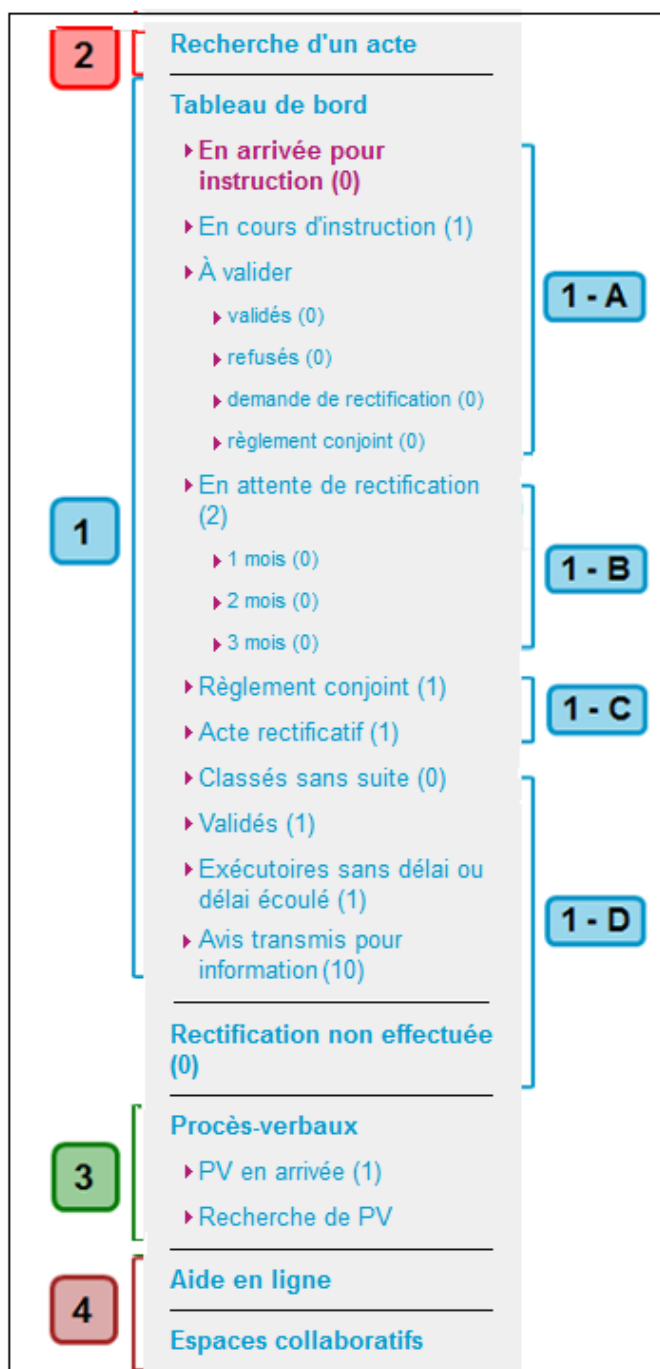 2
Recherche d'un acte
1
Tableau de bord
En arrivée pour
instruction (0)
En cours d'instruction (1)
À valider
validés (0)
refusés (0)
demande de rectification (0)
règlement conjoint (0)
1 - A
En attente de rectification
(2)
1 mois (0)
2 mois (0)
3 mois (0)
1 - B
Règlement conjoint (1)
Acte rectificatif (1)
1 - C
Classés sans suite (0)
Validés (1)
Exécutoires sans délai ou
délai écoulé (1)
Avis transmis pour
information (10)
Rectification non effectuée
(0)
1 - D
3
Procès-verbaux
PV en arrivée (1)
Recherche de PV
4
Aide en ligne
Espaces collaboratifs